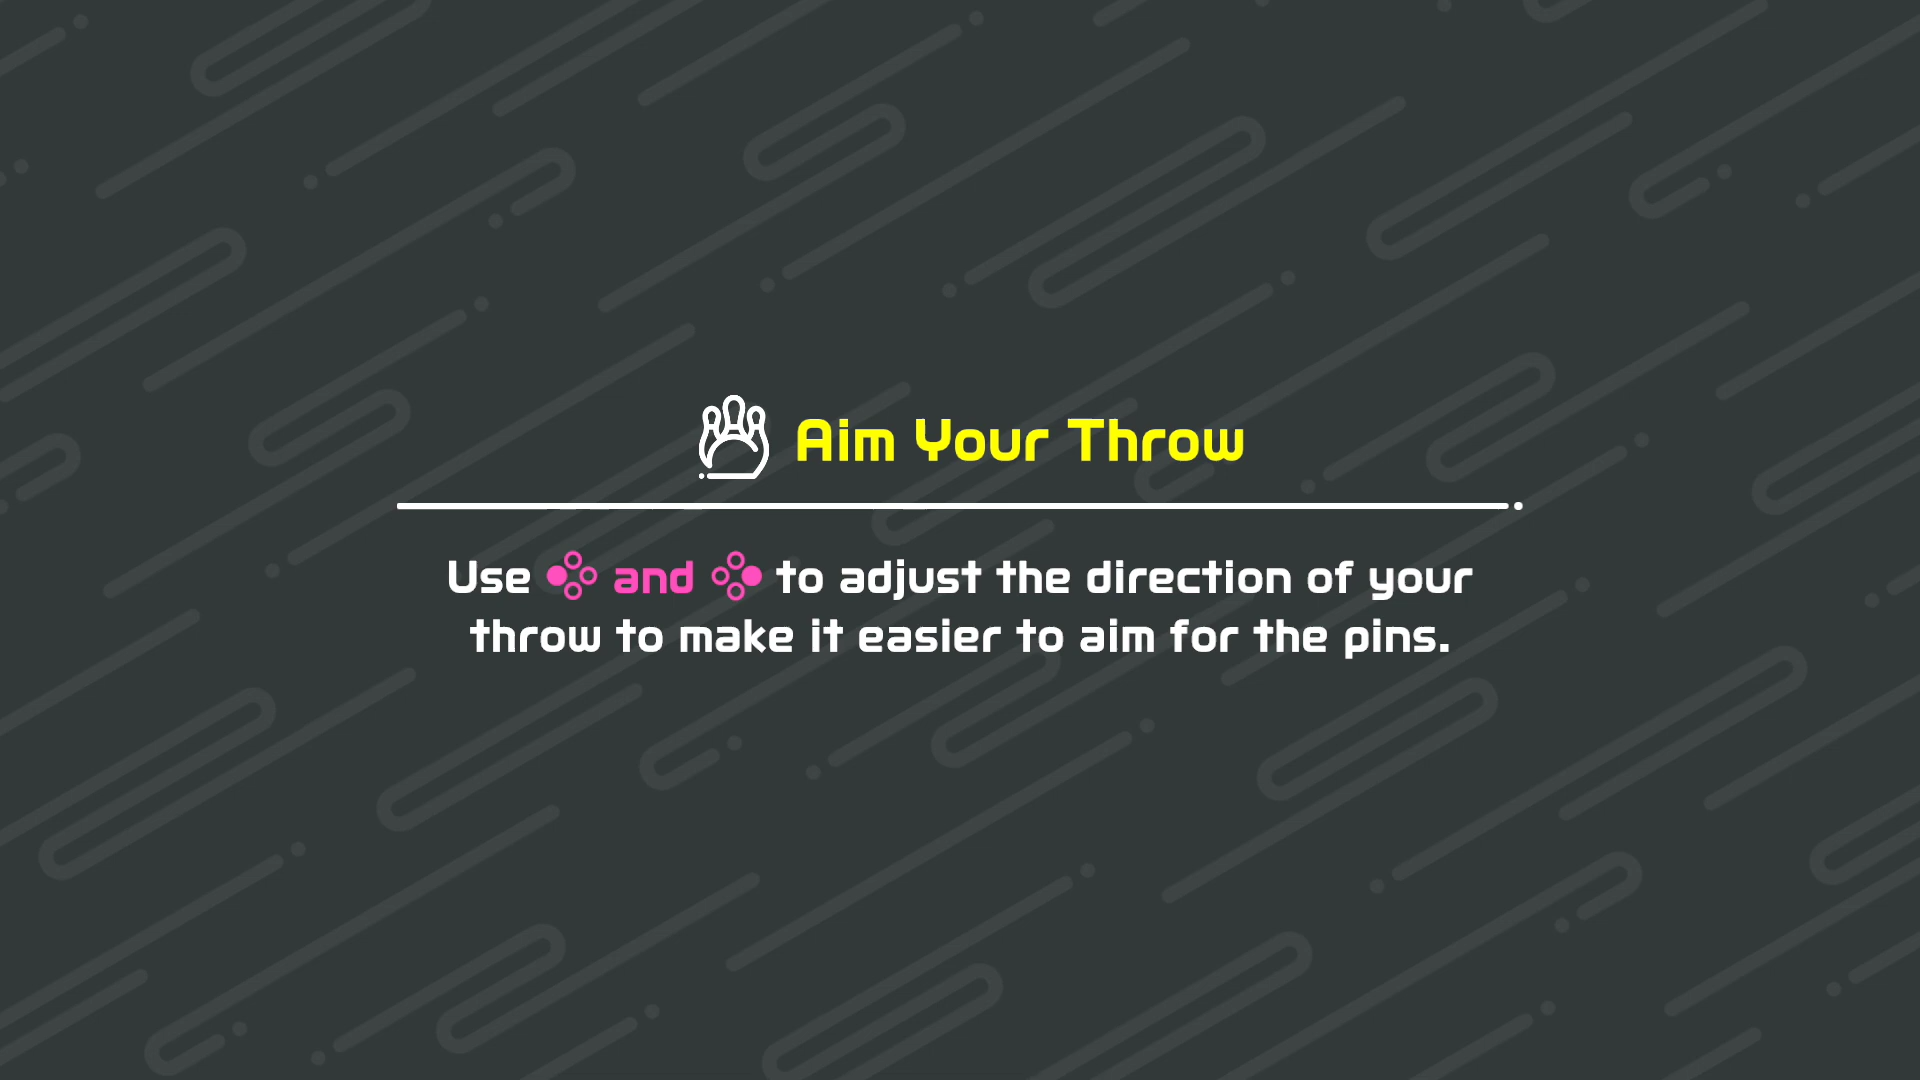 Aim Your Throw
Use and to adjust the direction of your
throw to make it easier to aim for the pins.